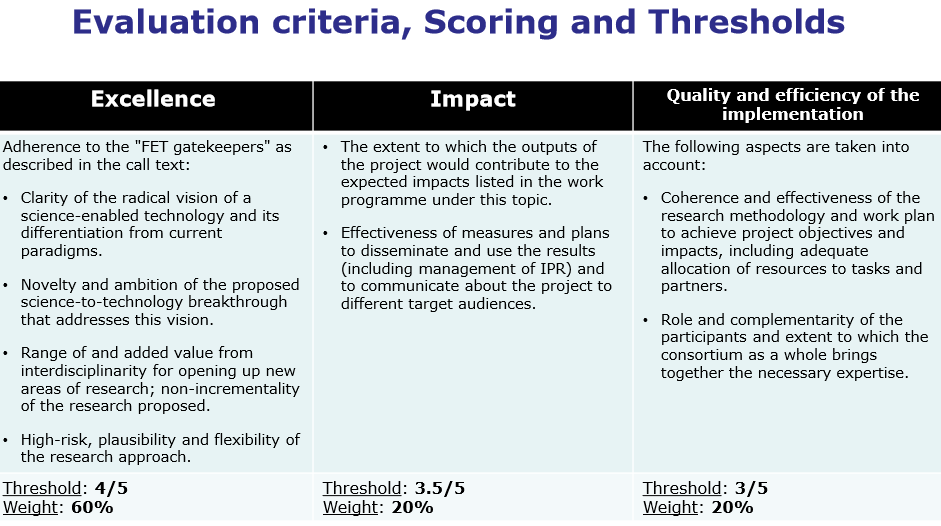 Evaluation criteria, Scoring and Thresholds
Excellence
Adherence to the "FET gatekeepers" as
described in the call text:
• Clarity of the radical vision of a
science-enabled technology and its
differentiation from current
paradigms.
• Novelty and ambition of the proposed
science-to-technology breakthrough
that addresses this vision.
• Range of and added value from
interdisciplinarity for opening up new
areas of research; non-incrementality
of the research proposed.
• High-risk, plausibility and flexibility of
the research approach.
Threshold: 4/5
Weight: 60%
Impact
• The extent to which the outputs of
the project would contribute to the
expected impacts listed in the work
programme under this topic.
• Effectiveness of measures and plans
to disseminate and use the results
(including management of IPR) and
to communicate about the project to
different target audiences.
Threshold: 3.5/5
Weight: 20%
Quality and efficiency of the
implementation
The following aspects are taken into
account:
• Coherence and effectiveness of the
research methodology and work plan
to achieve project objectives and
impacts, including adequate
allocation of resources to tasks and
partners.
• Role and complementarity of the
participants and extent to which the
consortium as a whole brings
together the necessary expertise.
Threshold: 3/5
Weight: 20%